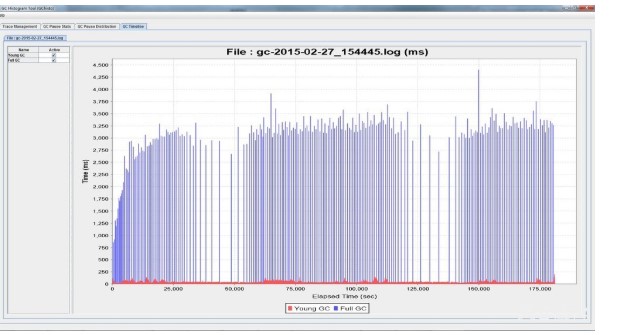 GC Histogram Tool (GCHisto)
Trace Management GC Pause Stats GC Pause Distribution GC Timeline
File : gc-2015-02-27_154445.log
Name Active
Young GC
Full GC
File : gc-2015-02-27_154445.log (ms)
4,500
4,250
4,000
3,750
3,500
3,250
3,000
2,750
2,500
2,250
2,000
1,750
1,500
1,250
1,000
750
500
250
0
Time (ms)
0 25,000 50,000 75,000 100,000 125,000 150,000 175,000
Elapsed Time (sec)
Young GC Full GC